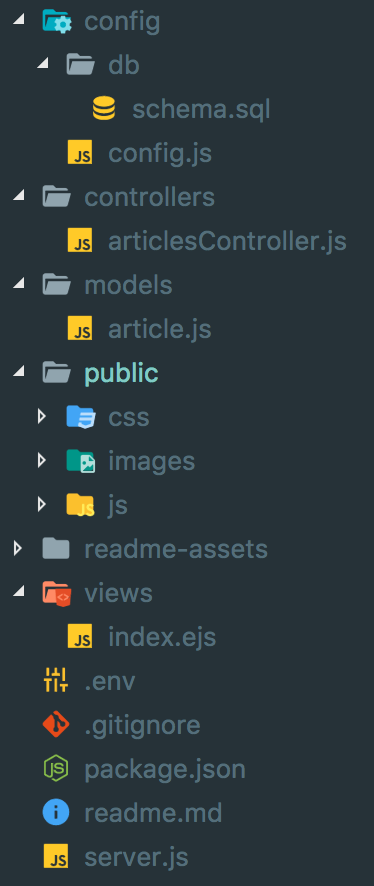 config
db
schema.sql
config.js
controllers
articlesController.js
models
article.js
public
css
images
js
readme-assets
views
index.ejs
.env
.gitignore
package.json
readme.md
server.js